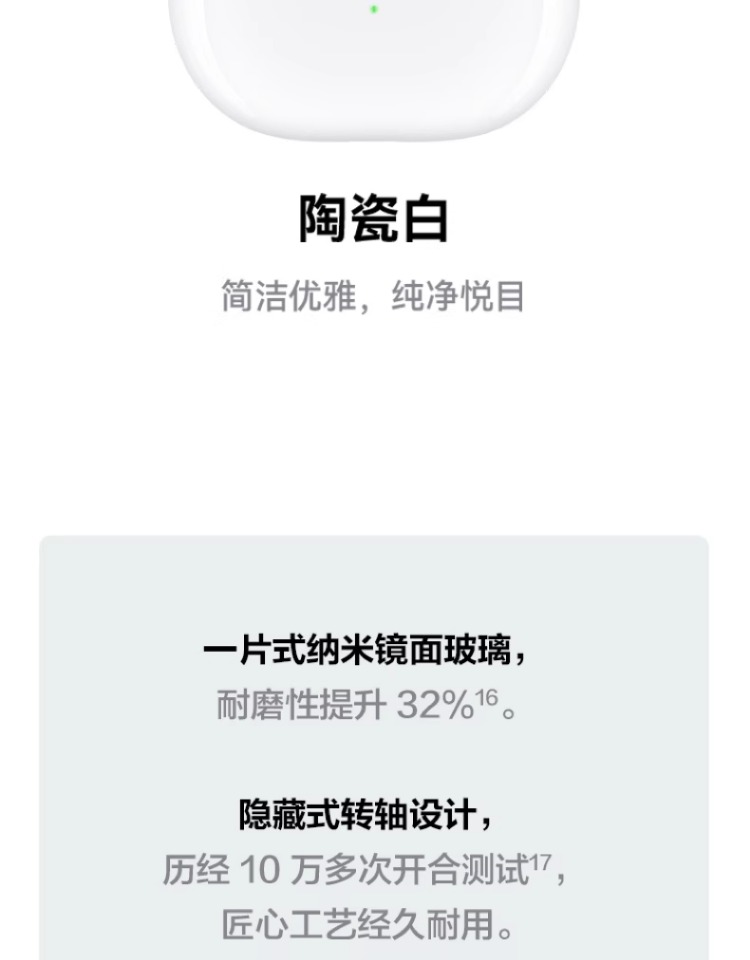 陶瓷白
简洁优雅，纯净悦目
一片式纳米镜面玻璃，
耐磨性提升 32%¹⁶。
隐藏式转轴设计，
历经 10 万多次开合测试¹⁷，
匠心工艺经久耐用。